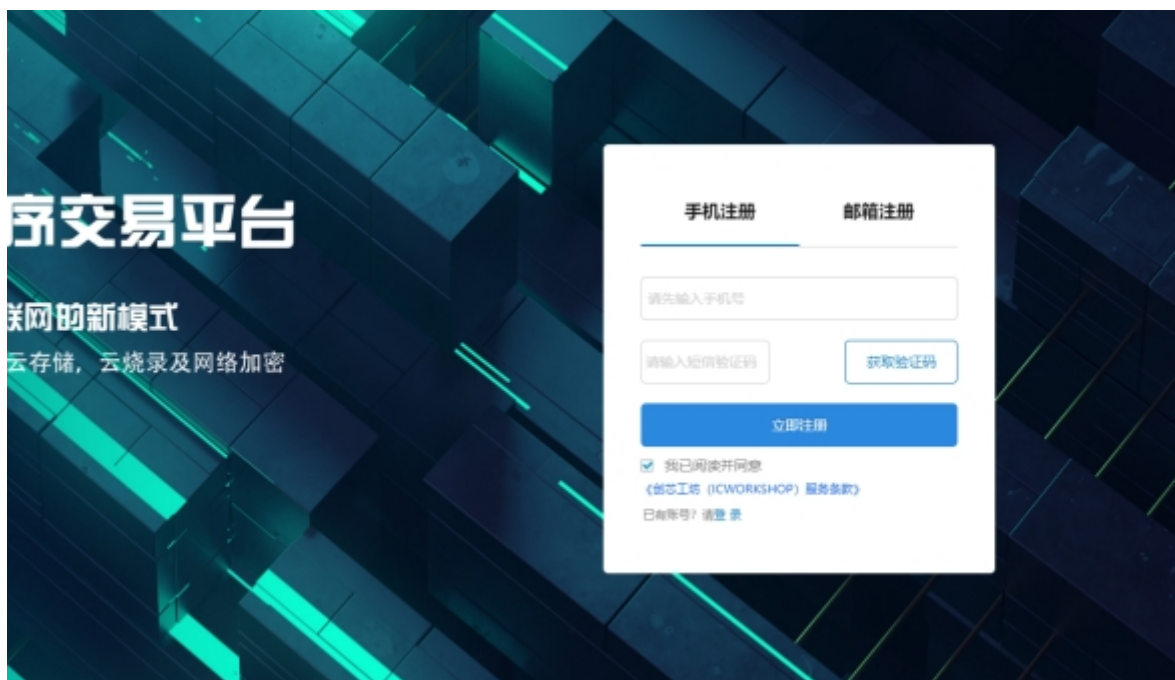 序交易平台
联网的新模式
云存储，云烧录及网络加密
手机注册 邮箱注册
请先输入手机号
请输入短信验证码 获取验证码
立即注册
我已阅读并同意
《创芯工坊（ICWORKSHOP）服务条款》
已有账号？请登 录